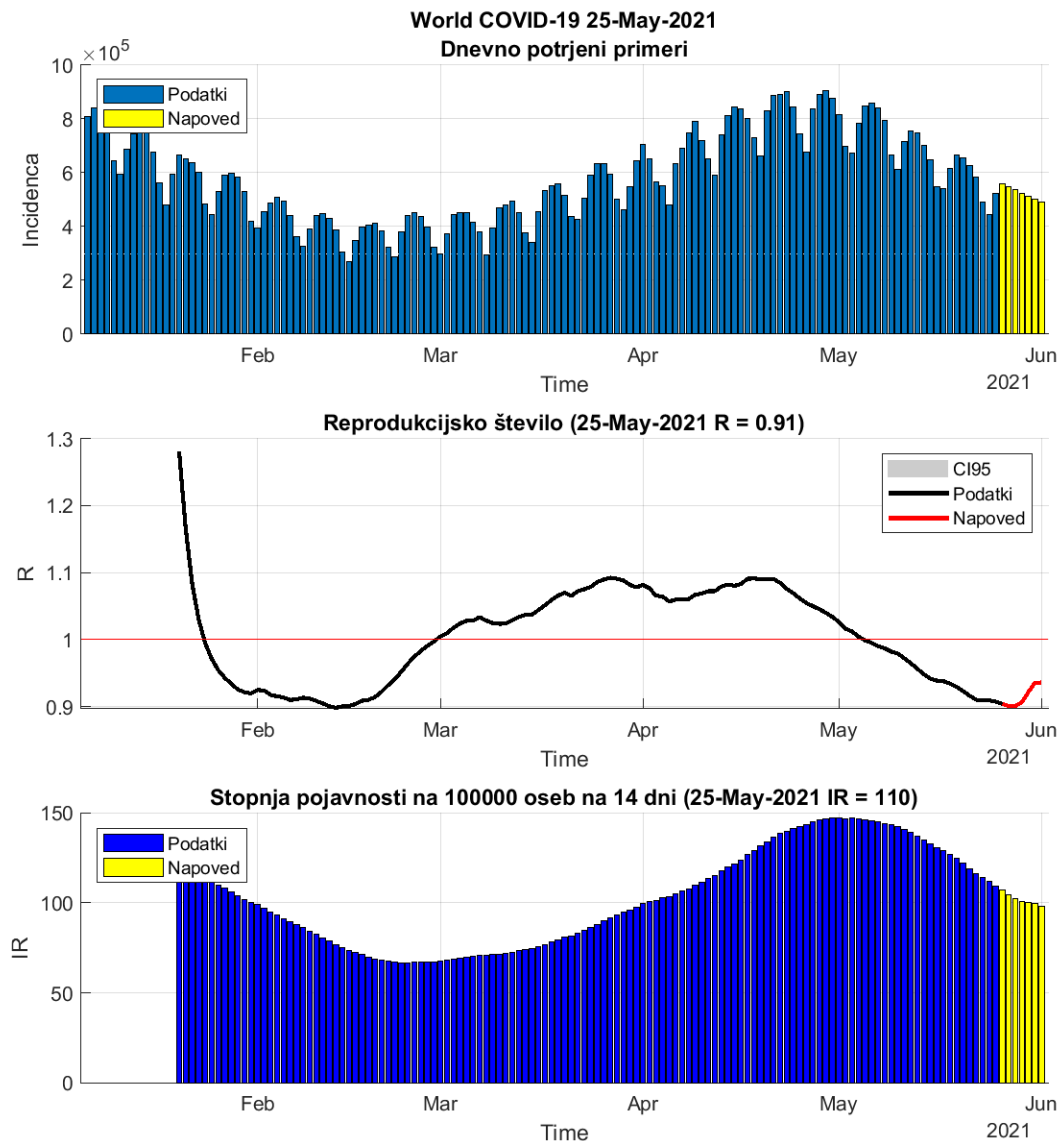 World COVID-19 25-May-2021
Dnevno potrjeni primeri
×10⁵
10
8
6
4
2
0
Incidenca
Podatki
Napoved
Feb Mar Apr May Jun
Time
2021
Reprodukcijsko število (25-May-2021 R = 0.91)
1.3
1.2
1.1
1
0.9
R
CI95
Podatki
Napoved
Feb Mar Apr May Jun
Time
2021
Stopnja pojavnosti na 100000 oseb na 14 dni (25-May-2021 IR = 110)
150
100
50
0
IR
Podatki
Napoved
Feb Mar Apr May Jun
Time
2021